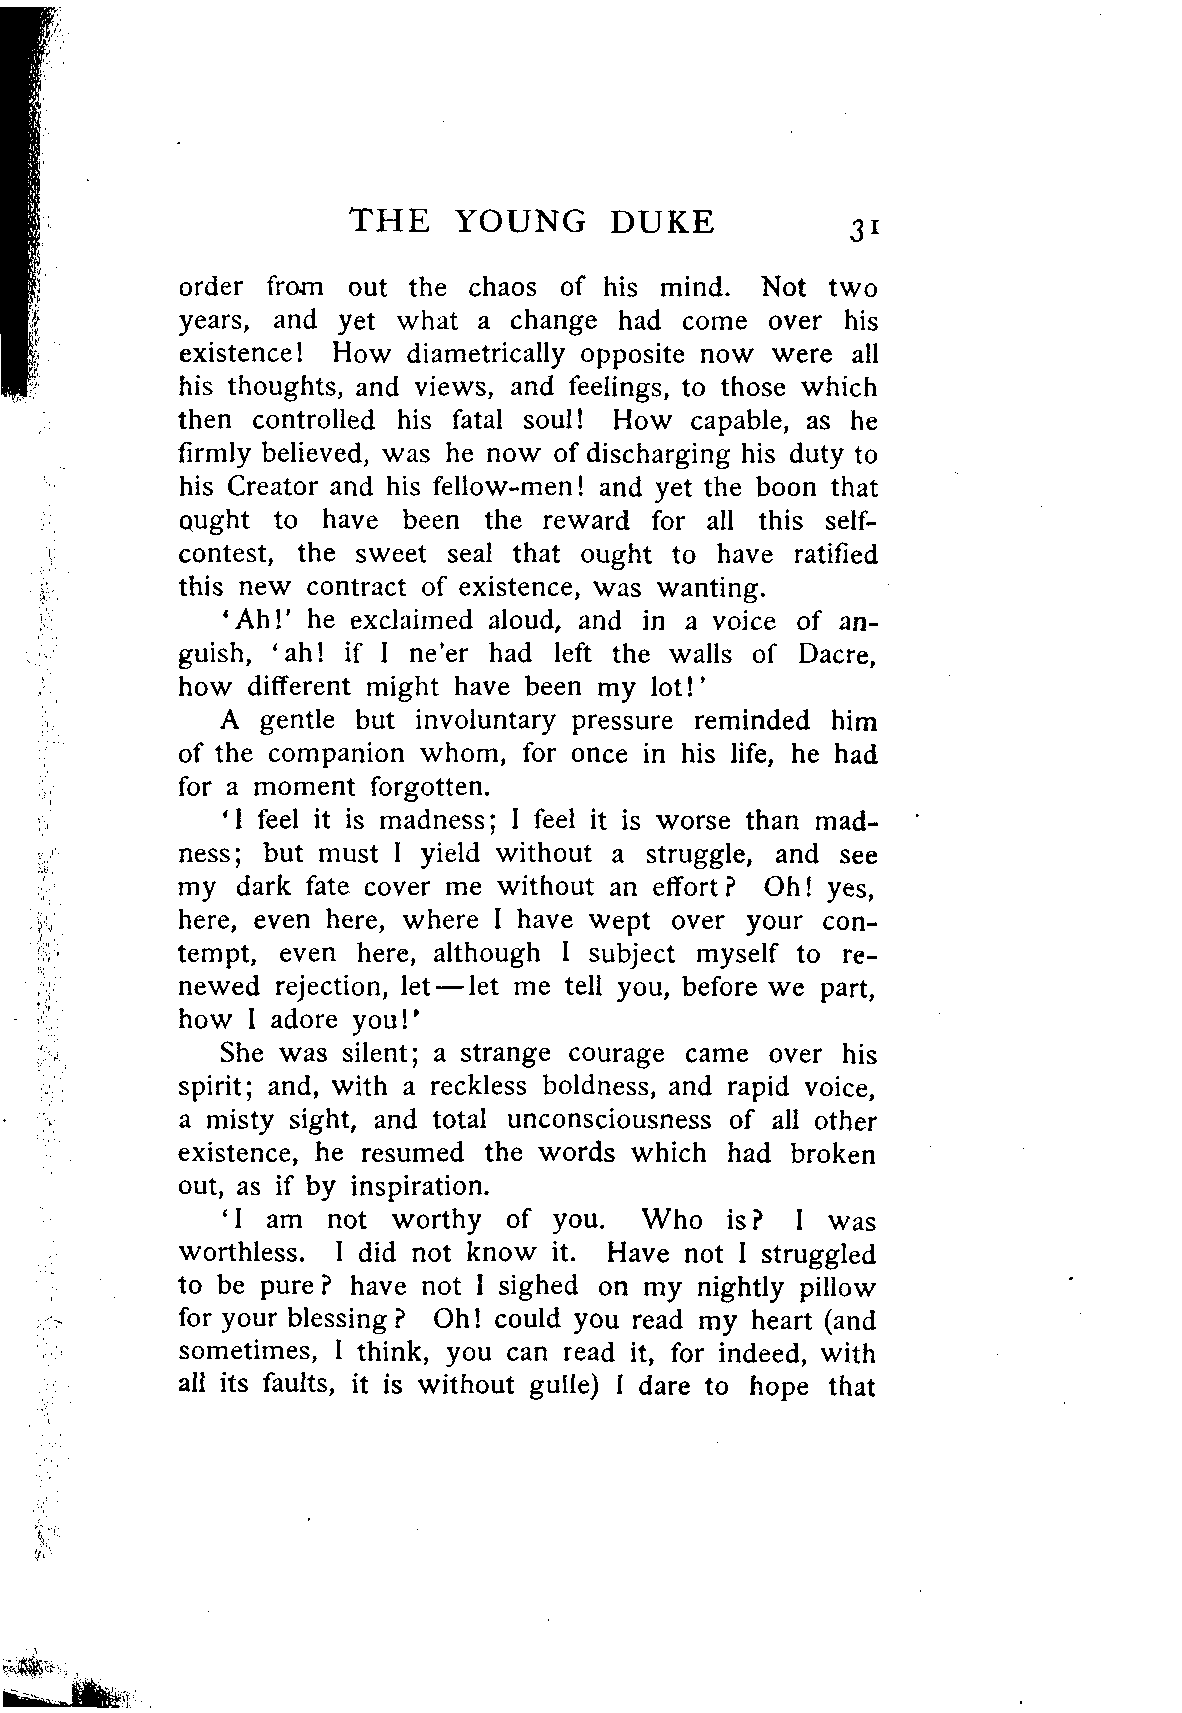 THE YOUNG DUKE 31
order from out the chaos of his mind. Not two
years, and yet what a change had come over his
existence! How diametrically opposite now were all
his thoughts, and views, and feelings, to those which
then controlled his fatal soul! How capable, as he
firmly believed, was he now of discharging his duty to
his Creator and his fellow-men! and yet the boon that
ought to have been the reward for all this self-
contest, the sweet seal that ought to have ratified
this new contract of existence, was wanting.
‘Ah!’ he exclaimed aloud, and in a voice of an-
guish, ‘ah! if I ne’er had left the walls of Dacre,
how different might have been my lot!’
A gentle but involuntary pressure reminded him
of the companion whom, for once in his life, he had
for a moment forgotten.
‘I feel it is madness; I feel it is worse than mad-
ness; but must I yield without a struggle, and see
my dark fate cover me without an effort? Oh! yes,
here, even here, where I have wept over your con-
tempt, even here, although I subject myself to re-
newed rejection, let—let me tell you, before we part,
how I adore you!’
She was silent; a strange courage came over his
spirit; and, with a reckless boldness, and rapid voice,
a misty sight, and total unconsciousness of all other
existence, he resumed the words which had broken
out, as if by inspiration.
‘I am not worthy of you. Who is? I was
worthless. I did not know it. Have not I struggled
to be pure? have not I sighed on my nightly pillow
for your blessing? Oh! could you read my heart (and
sometimes, I think, you can read it, for indeed, with
all its faults, it is without guile) I dare to hope that